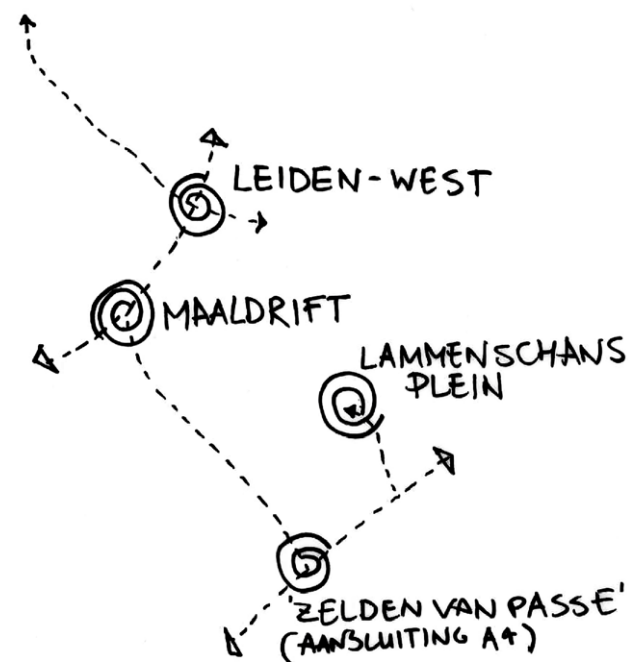 LEIDEN-WEST
MAALDRIFT
LAMMENSCHANS
PLEIN
'ZELDEN VAN PASSE'
(AANSLUITING A4)